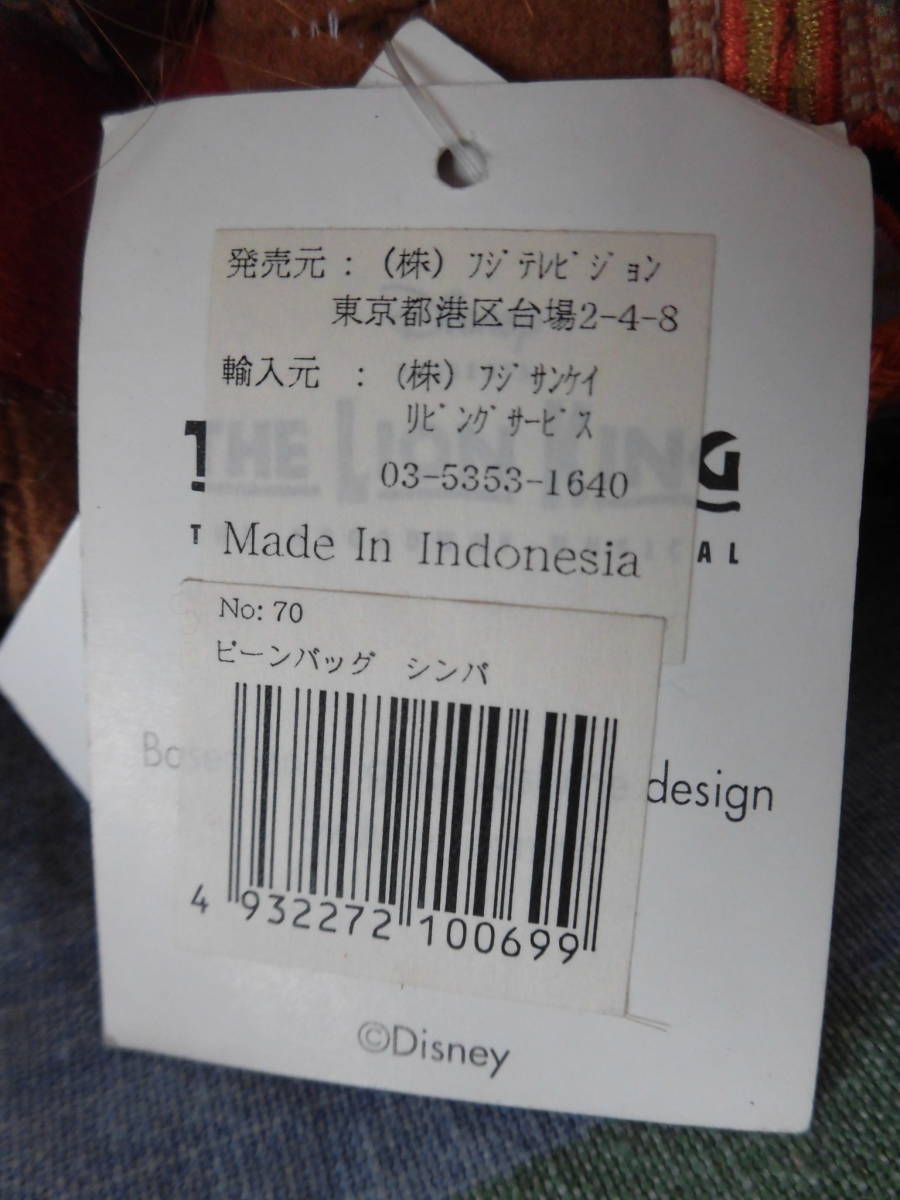 発売元：（株）ﾌｼﾞﾃﾚﾋﾞｼﾞｮﾝ
東京都港区台場2-4-8
輸入元　：（株）ﾌｼﾞｻﾝｹｲ
ﾘﾋﾞﾝｸﾞｻｰﾋﾞｽ
THE LION KING
03-5353-1640
Made In Indonesia
No: 70
ビーンバッグ　シンバ
design
4 932272 100699
©Disney